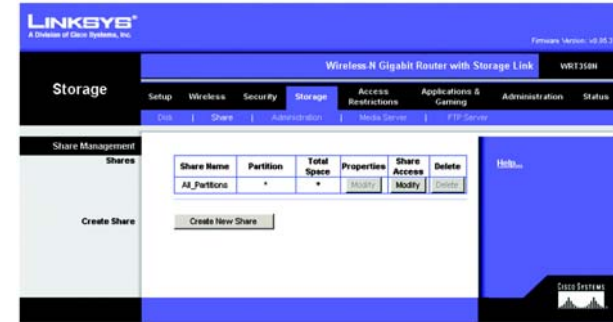 LINKSYS®
A Division of Cisco Systems, Inc.
Firmware Version: v0.05.3
Wireless-N Gigabit Router with Storage Link WRT350N
Storage
Setup Wireless Security Storage Access Restrictions Applications & Gaming Administration Status
Disk | Share | Administration | Media Server | FTP Server
Share Management
Shares
Share Name Partition Total Space Properties Share Access Delete
All_Partitions * * Modify Modify Delete
Help...
Create Share
Create New Share
CISCO SYSTEMS